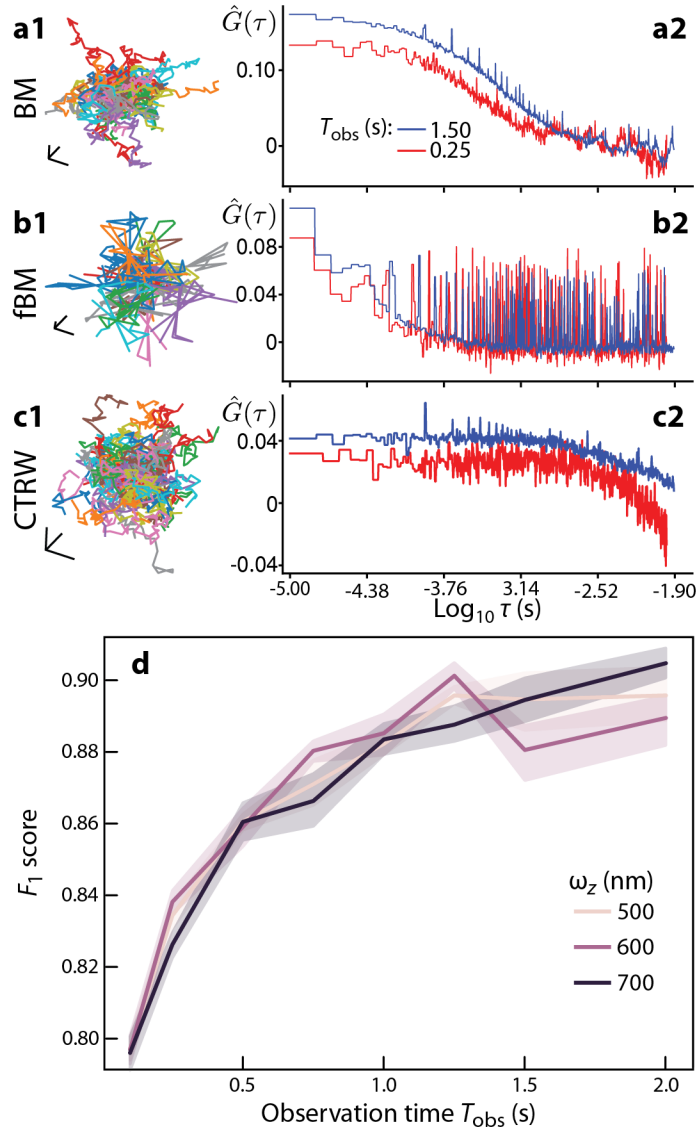 a1
BM
Ĝ(τ)
a2
0.10
0
T_obs (s):
1.50
0.25
b1
fBM
Ĝ(τ)
b2
0.08
0.04
0
c1
CTRW
Ĝ(τ)
c2
0.04
0
-0.04
-5.00 -4.38 -3.76 3.14 -2.52 -1.90
Log₁₀ τ (s)
d
0.90
0.88
0.86
0.84
0.82
0.80
F₁ score
ω_z (nm)
500
600
700
0.5 1.0 1.5 2.0
Observation time T_obs (s)